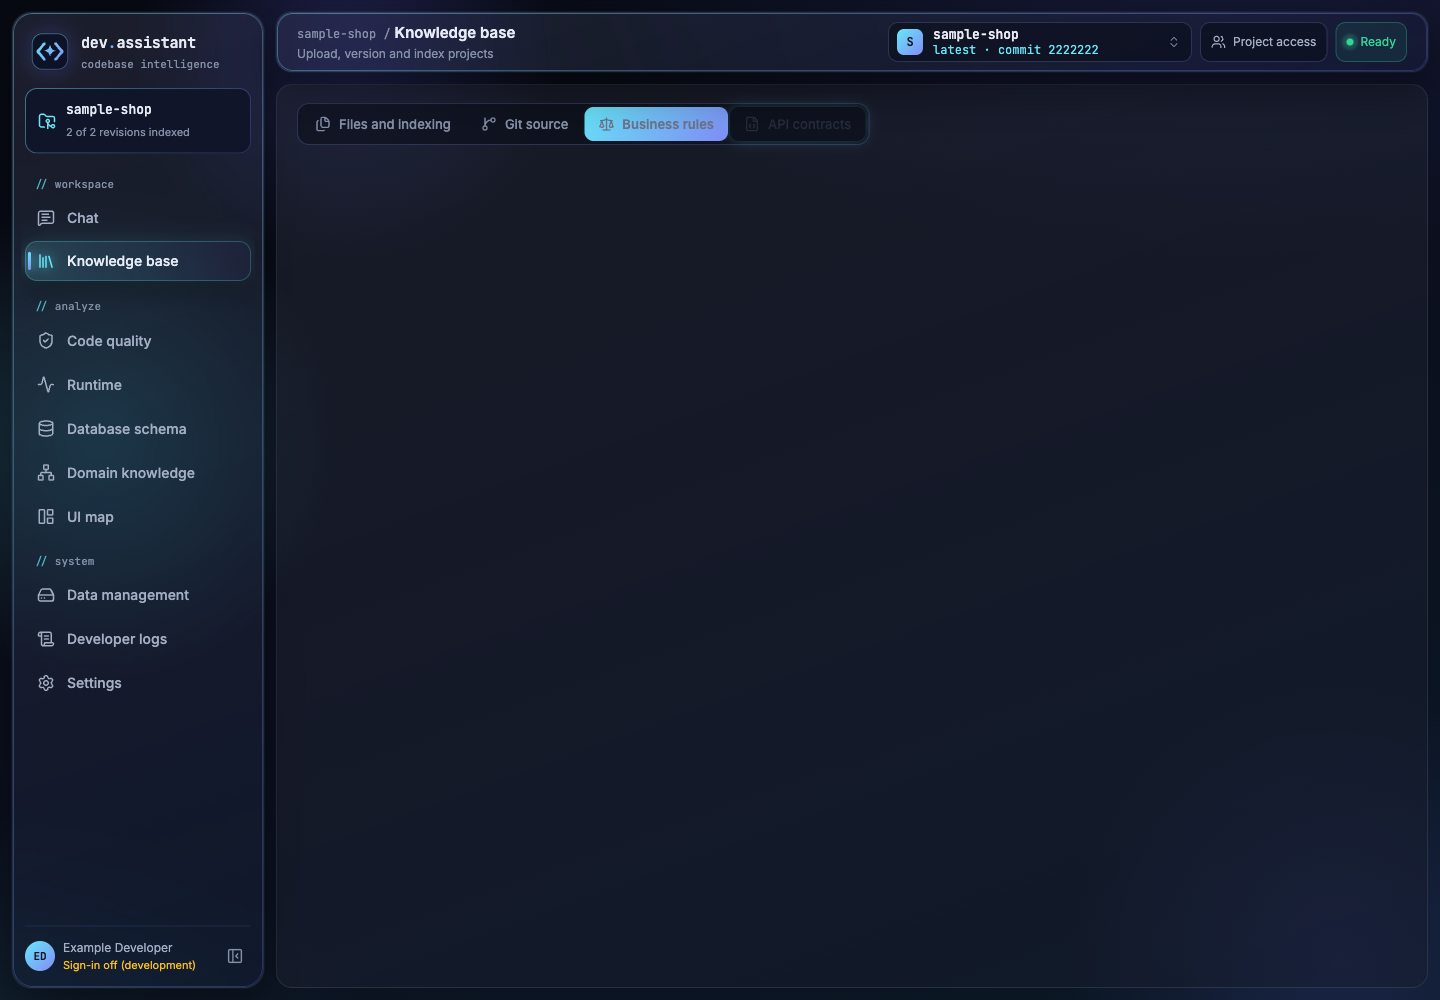 dev.assistant
codebase intelligence
sample-shop
2 of 2 revisions indexed
// workspace
Chat
Knowledge base
// analyze
Code quality
Runtime
Database schema
Domain knowledge
UI map
// system
Data management
Developer logs
Settings
ED
Example Developer
Sign-in off (development)
sample-shop / Knowledge base
Upload, version and index projects
S
sample-shop
latest · commit 2222222
Project access
Ready
Files and indexing
Git source
Business rules
API contracts